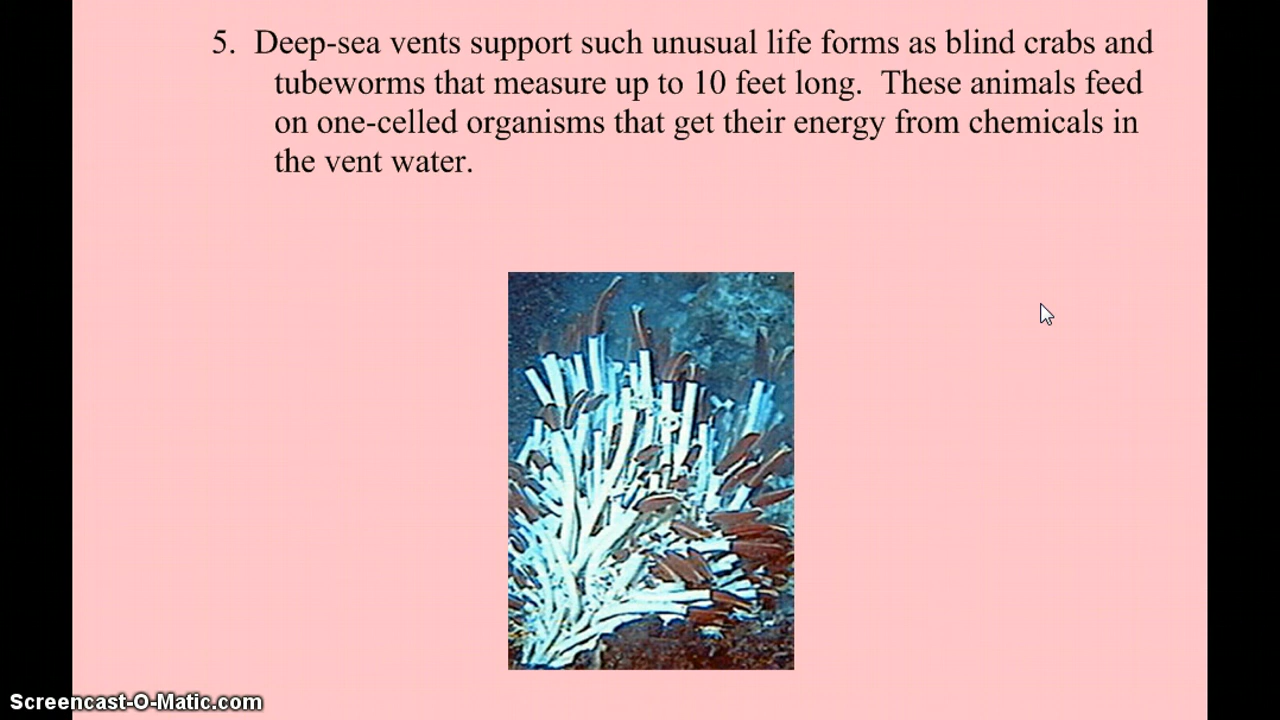 5. Deep-sea vents support such unusual life forms as blind crabs and
tubeworms that measure up to 10 feet long. These animals feed
on one-celled organisms that get their energy from chemicals in
the vent water.
Screencast-O-Matic.com